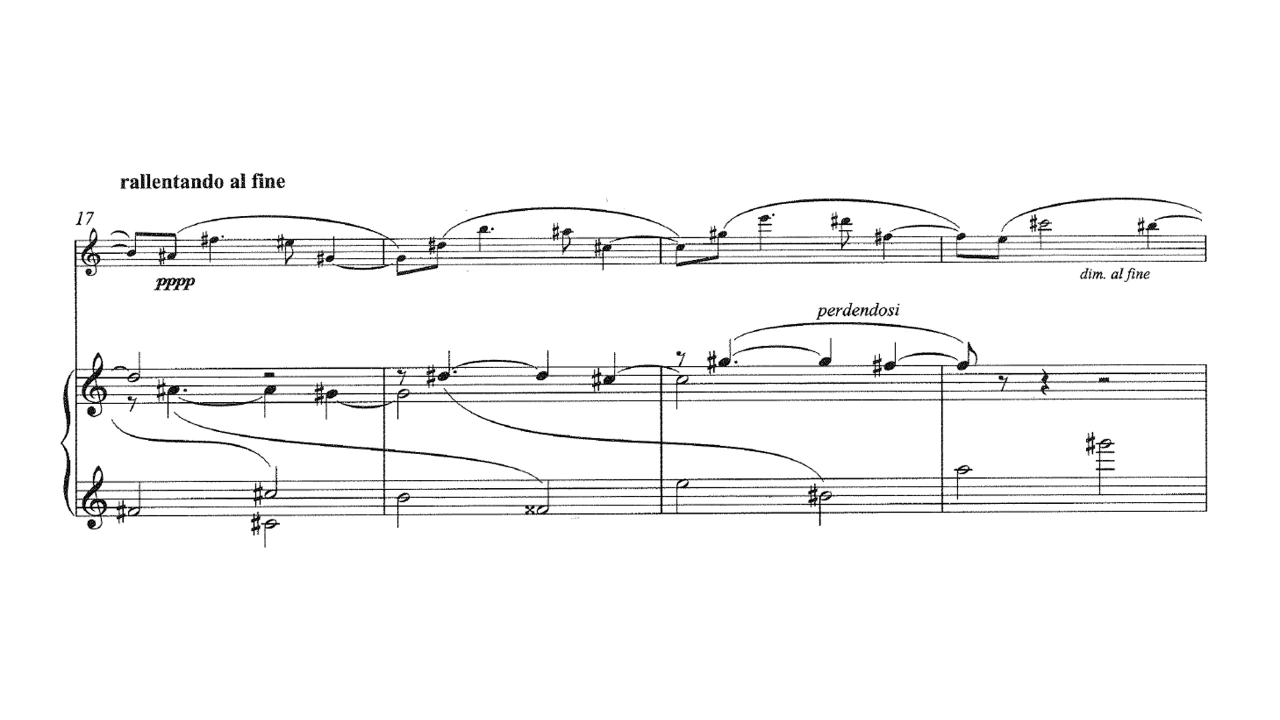 rallentando al fine
17
pppp
dim. al fine
perdendosi